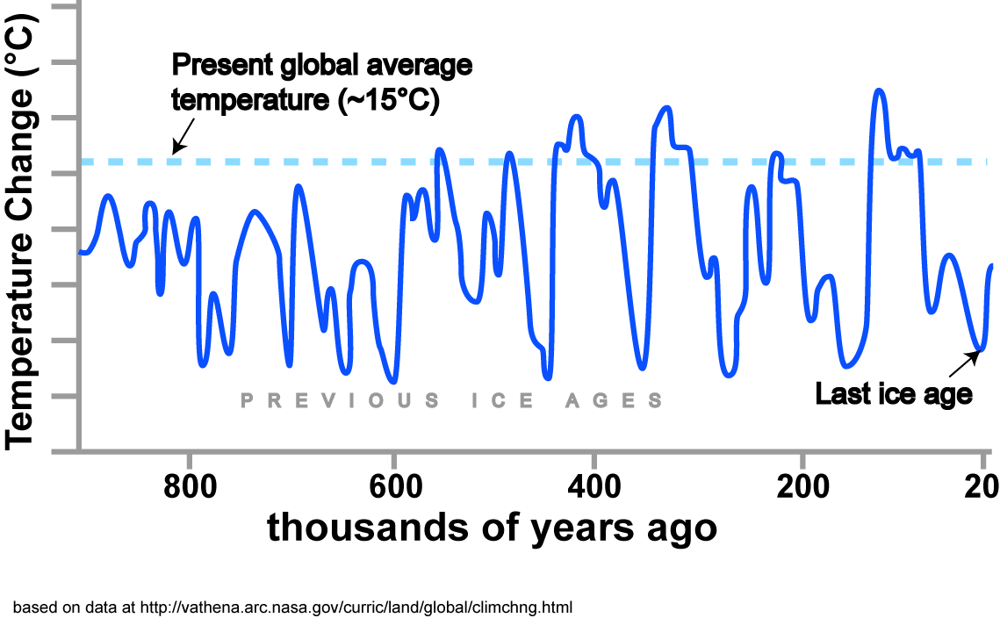 Temperature Change (°C)
Present global average
temperature (~15°C)
PREVIOUS ICE AGES
Last ice age
800 600 400 200 20
thousands of years ago
based on data at http://vathena.arc.nasa.gov/curric/land/global/climchng.html